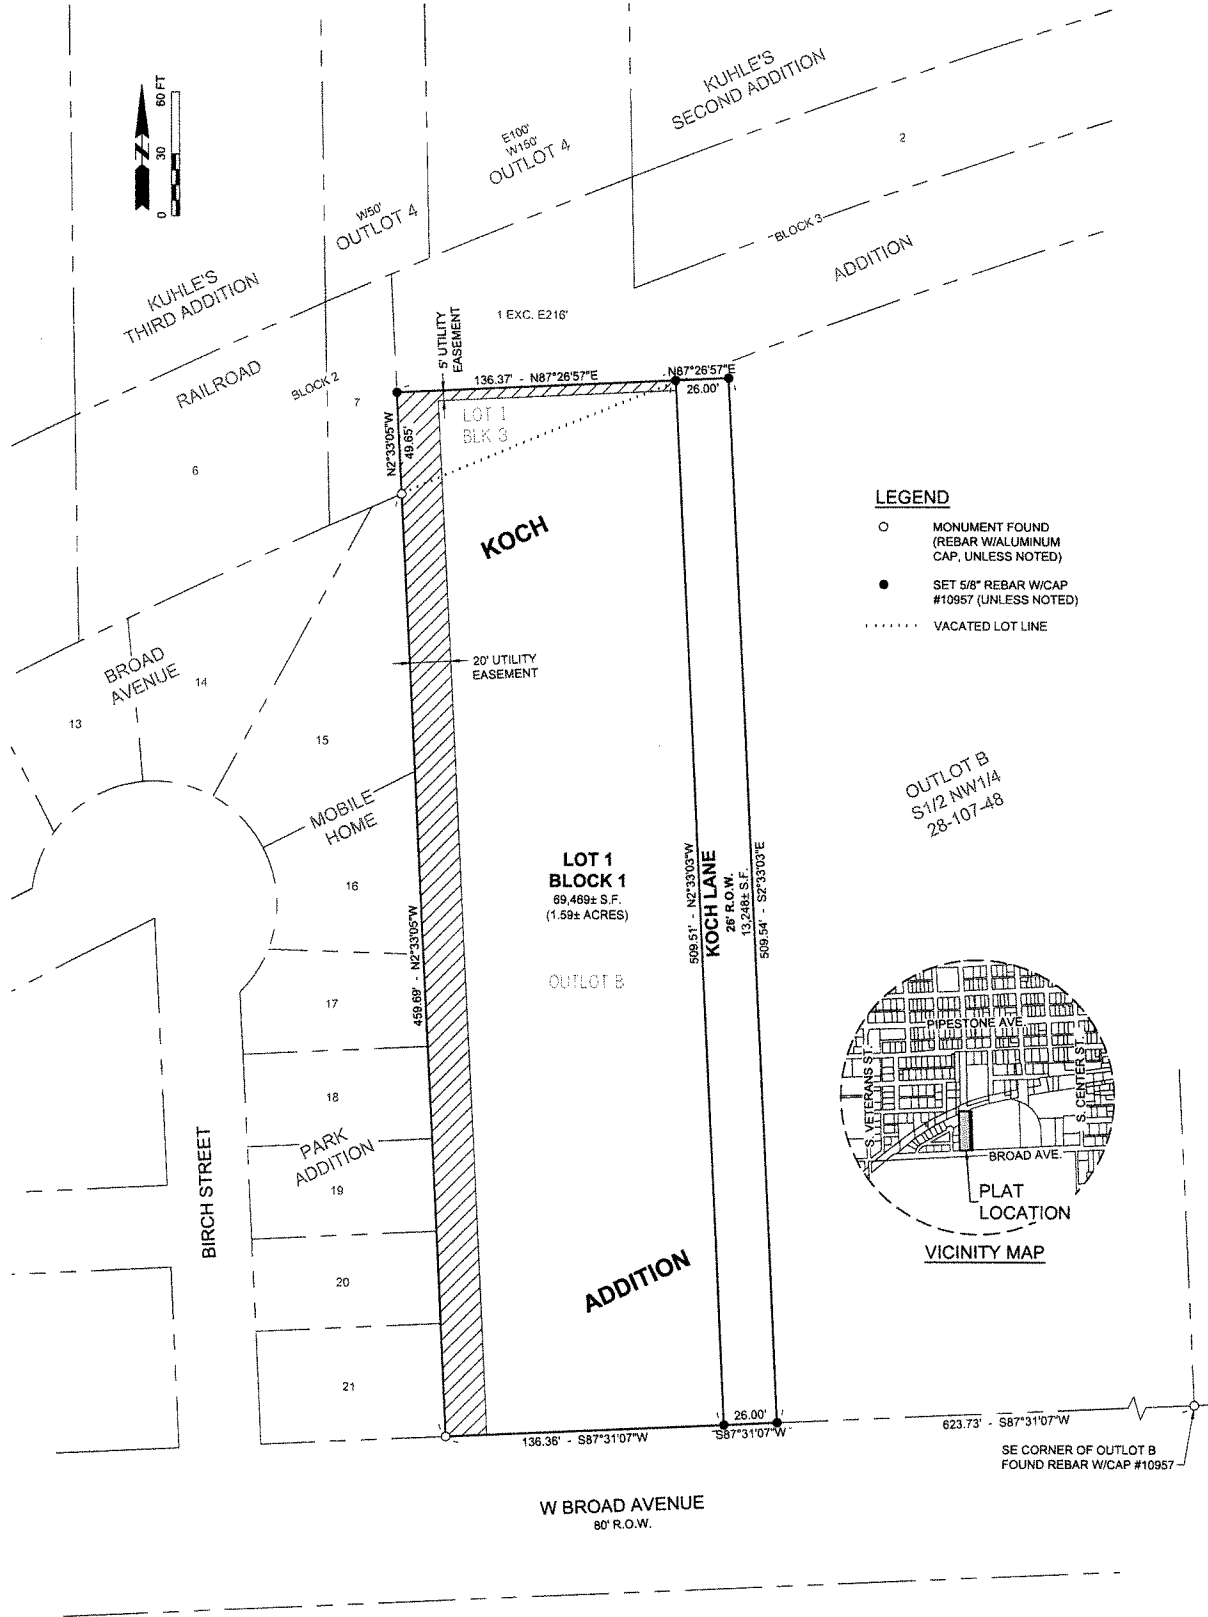 KUHLE'S
SECOND ADDITION
2
60 FT
30
0
N
E100'
W150'
OUTLOT 4
W50'
OUTLOT 4
BLOCK 3
ADDITION
KUHLE'S
THIRD ADDITION
1 EXC. E216'
5' UTILITY
EASEMENT
RAILROAD
BLOCK 2
7
6
136.37' - N87°26'57"E
N87°26'57"E
26.00'
LOT 1
BLK 3
N2°33'05"W
49.65'
KOCH
LEGEND
MONUMENT FOUND
(REBAR W/ALUMINUM
CAP, UNLESS NOTED)
SET 5/8" REBAR W/CAP
#10957 (UNLESS NOTED)
VACATED LOT LINE
BROAD
AVENUE
14
13
15
20' UTILITY
EASEMENT
OUTLOT B
S1/2 NW1/4
28-107-48
MOBILE
HOME
16
LOT 1
BLOCK 1
69,469± S.F.
(1.59± ACRES)
509.51' - N2°33'03"W
KOCH LANE
26' R.O.W.
13,248± S.F.
509.54' - S2°33'03"E
459.69' - N2°33'05"W
OUTLOT B
17
18
PARK
ADDITION
19
20
21
BIRCH STREET
PIPESTONE AVE.
S. VETERANS ST.
S. CENTER ST.
BROAD AVE.
PLAT
LOCATION
VICINITY MAP
ADDITION
26.00'
136.36' - S87°31'07"W
S87°31'07"W
623.73' - S87°31'07"W
SE CORNER OF OUTLOT B
FOUND REBAR W/CAP #10957
W BROAD AVENUE
80' R.O.W.